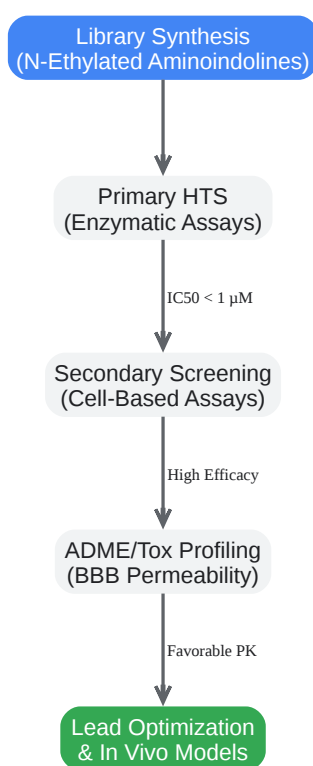 Library Synthesis
(N-Ethylated Aminoindolines)
Primary HTS
(Enzymatic Assays)
IC50 < 1 µM
Secondary Screening
(Cell-Based Assays)
High Efficacy
ADME/Tox Profiling
(BBB Permeability)
Favorable PK
Lead Optimization
& In Vivo Models